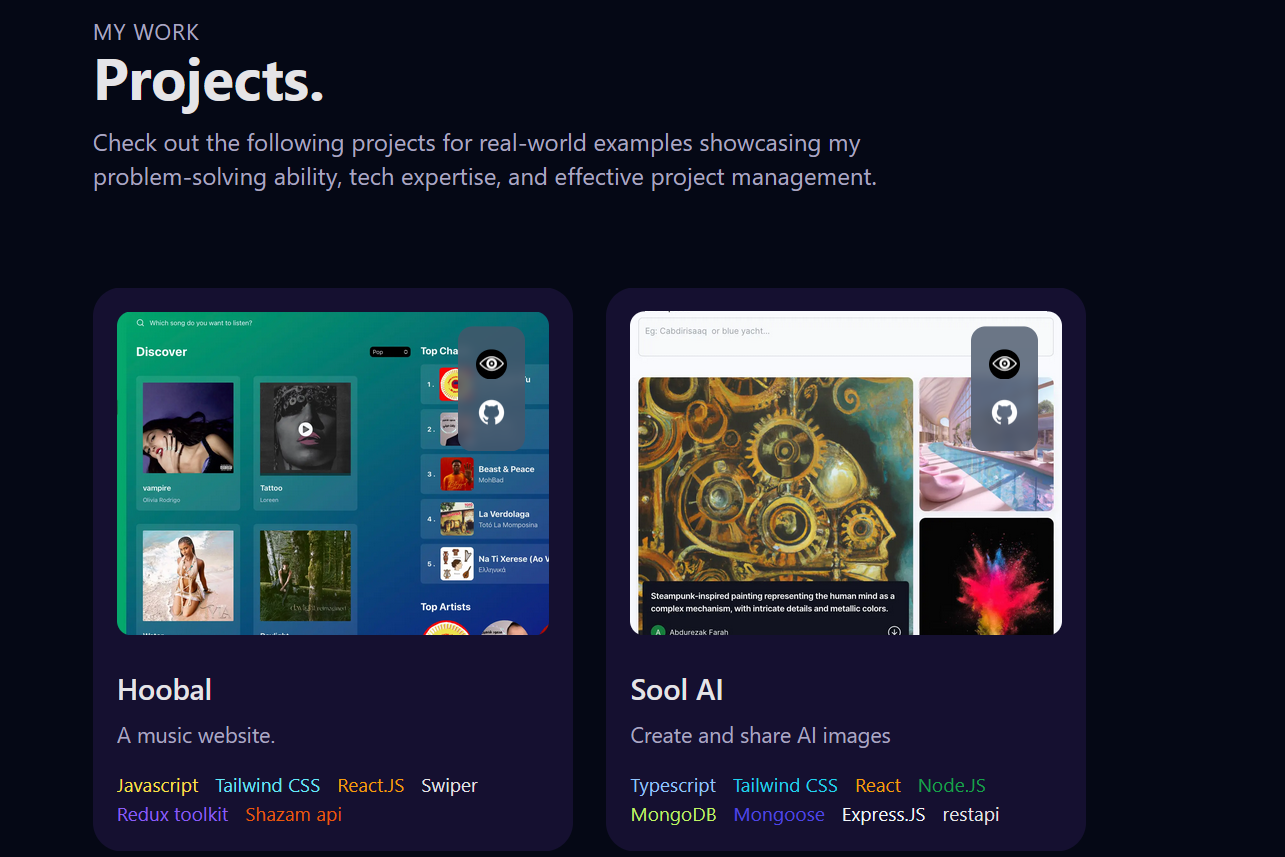 MY WORK
Projects.
Check out the following projects for real-world examples showcasing my
problem-solving ability, tech expertise, and effective project management.
Which song do you want to listen?
Discover
Pop
Top Cha
1 .
2 .
3 .
Beast & Peace
MohBad
4 .
La Verdolaga
Totó La Momposina
5 .
Na Ti Xerese (Ao V
Ελληνικά
vampire
Olivia Rodrigo
Tattoo
Loreen
Top Artists
Hoobal
A music website.
Javascript Tailwind CSS React.JS Swiper
Redux toolkit Shazam api
Eg: Cabdirisaaq or blue yacht...
Steampunk-inspired painting representing the human mind as a
complex mechanism, with intricate details and metallic colors.
A Abdurezak Farah
Sool AI
Create and share AI images
Typescript Tailwind CSS React Node.JS
MongoDB Mongoose Express.JS restapi